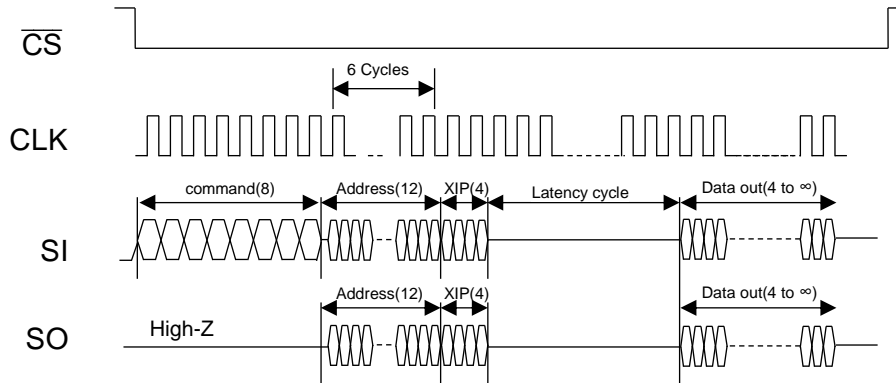 CS
6 Cycles
CLK
command(8)
Address(12)
XIP(4)
Latency cycle
Data out(4 to ∞)
SI
Address(12)
XIP(4)
Data out(4 to ∞)
High-Z
SO